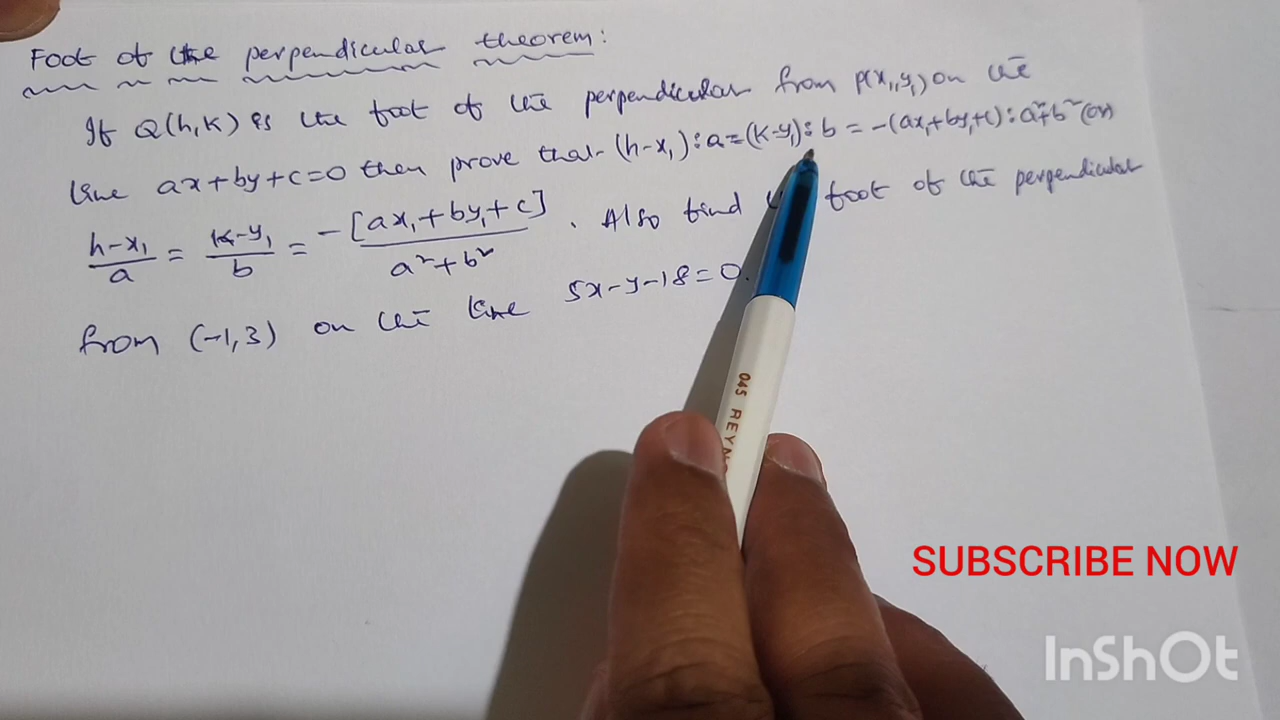 Foot of the perpendicular theorem:
If Q(h,k) is the foot of the perpendicular from P(x₁,y₁) on the
line ax+by+c=0 then prove that (h-x₁):a=(k-y₁):b = -(ax₁+by₁+c):a²+b² (or)
h-x₁/a = k-y₁/b = -[ax₁+by₁+c]/a²+b² . Also find foot of the perpendicular
from (-1,3) on the line 5x-y-18=0.
045 REYN
SUBSCRIBE NOW
InShOt